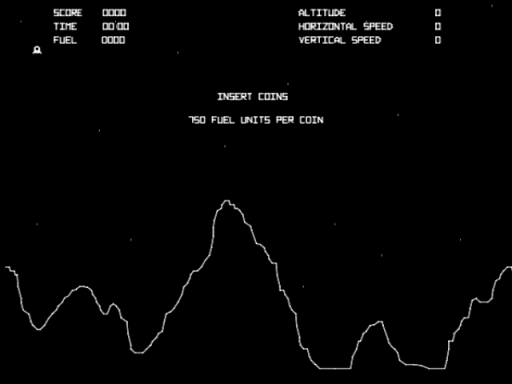 SCORE 0000 ALTITUDE 0
TIME 00'00 HORIZONTAL SPEED 0
FUEL 0000 VERTICAL SPEED 0
INSERT COINS
750 FUEL UNITS PER COIN